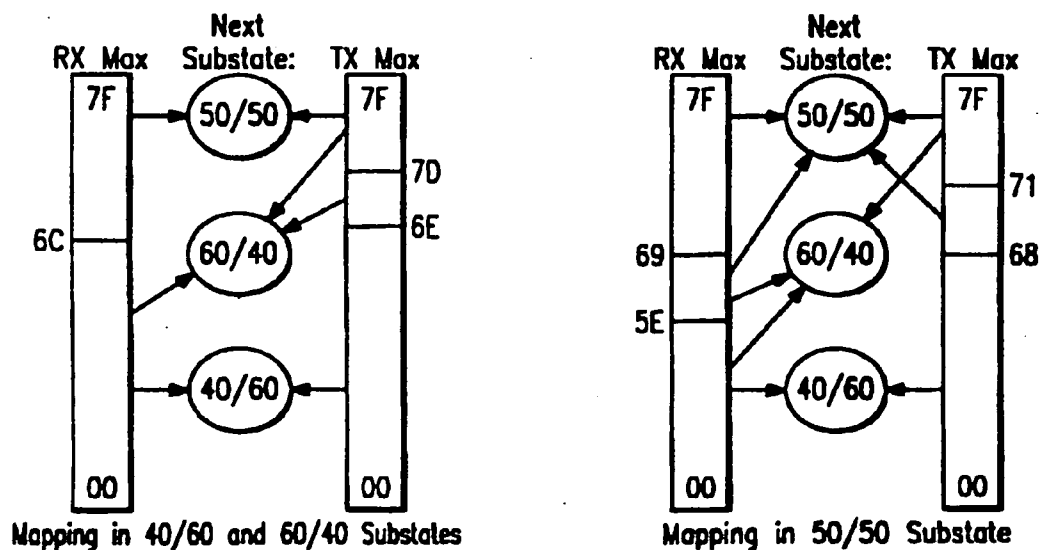 Next
Substate:
RX Max
TX Max
7F
7F
50/50
7D
6E
6C
60/40
40/60
00
00
Mapping in 40/60 and 60/40 Substates
Next
Substate:
RX Max
TX Max
7F
7F
50/50
71
69
60/40
68
5E
40/60
00
00
Mapping in 50/50 Substate